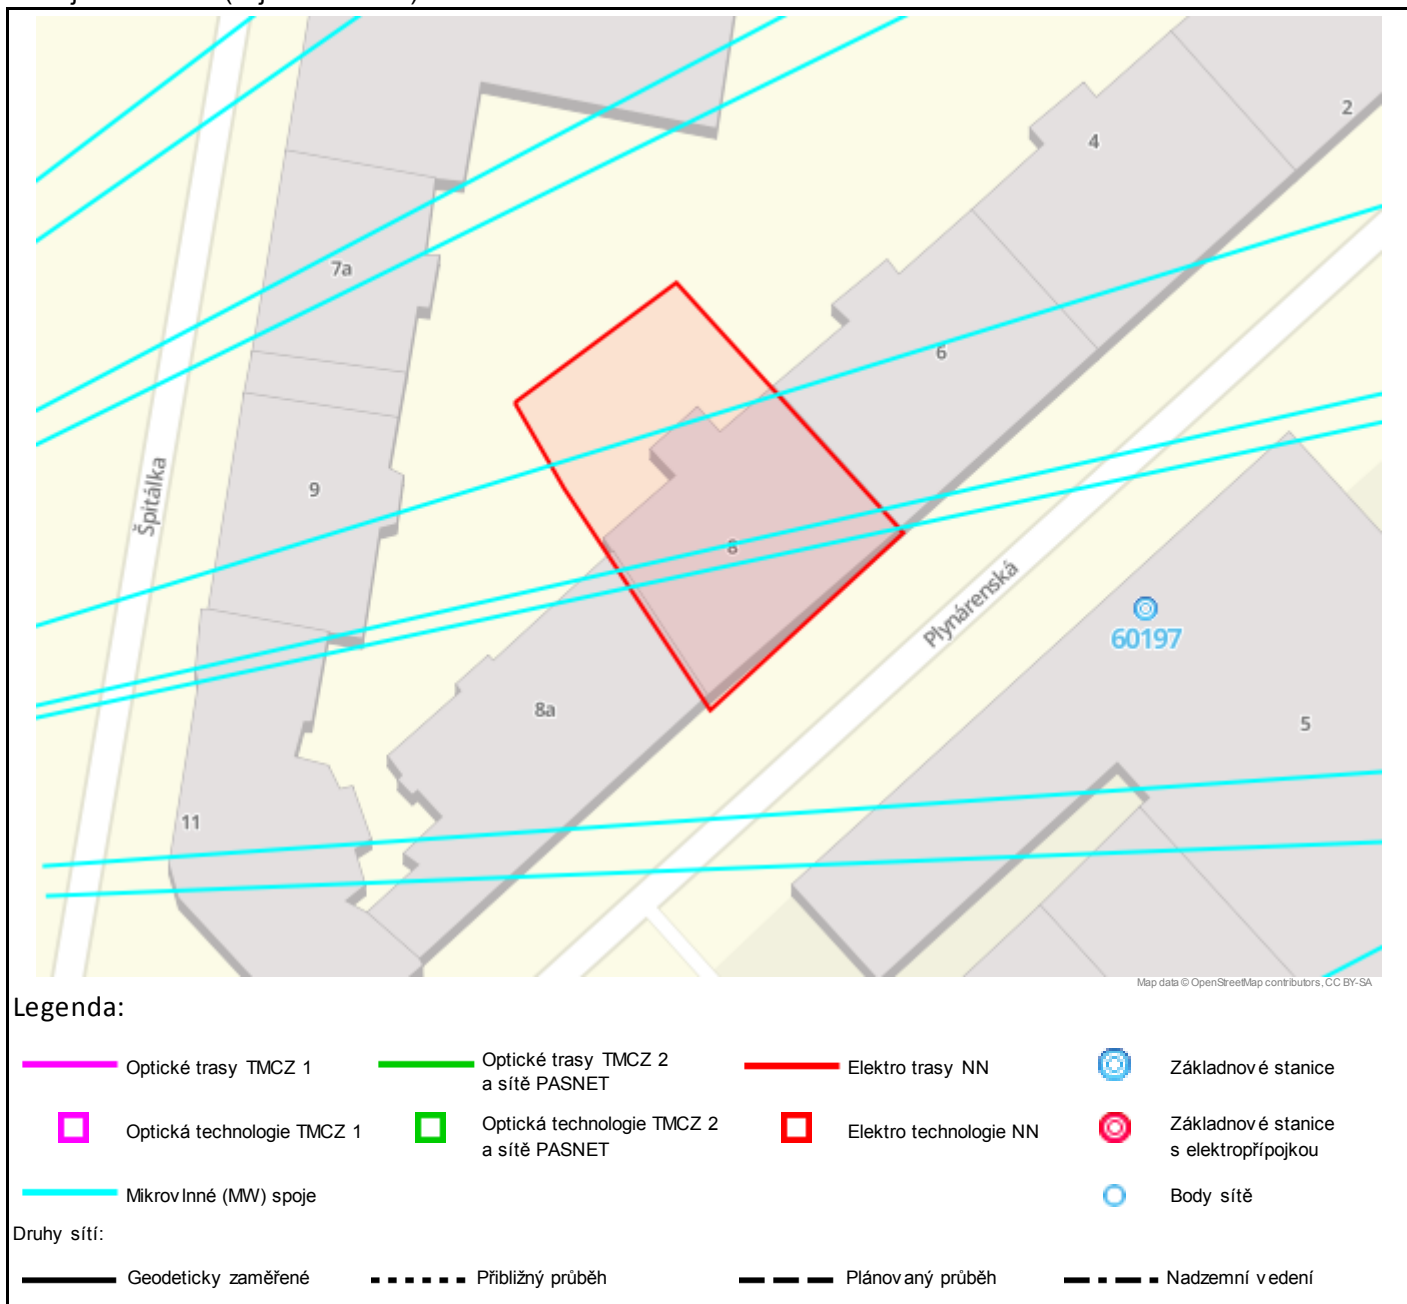 2
4
7a
6
9
Špitálka
8
Plynárenská
60197
8a
5
11
Map data © OpenStreetMap contributors, CC BY-SA
Legenda:
Optické trasy TMCZ 1
Optické trasy TMCZ 2
a sítě PASNET
Elektro trasy NN
Základnové stanice
Optická technologie TMCZ 1
Optická technologie TMCZ 2
a sítě PASNET
Elektro technologie NN
Základnové stanice
s elektropřípojkou
Mikrovlnné (MW) spoje
Body sítě
Druhy sítí:
Geodeticky zaměřené
Přibližný průběh
Plánovaný průběh
Nadzemní vedení